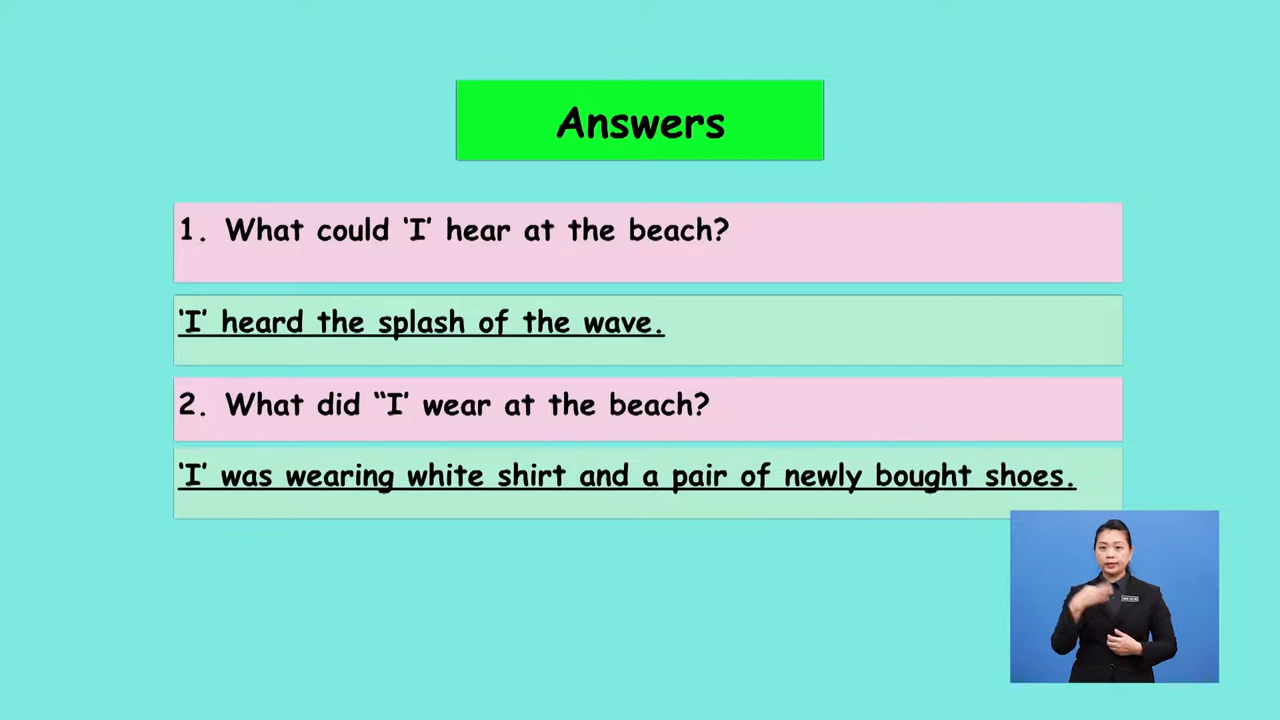 Answers
1. What could ‘I’ hear at the beach?
‘I’ heard the splash of the wave.
2. What did “I’ wear at the beach?
‘I’ was wearing white shirt and a pair of newly bought shoes.